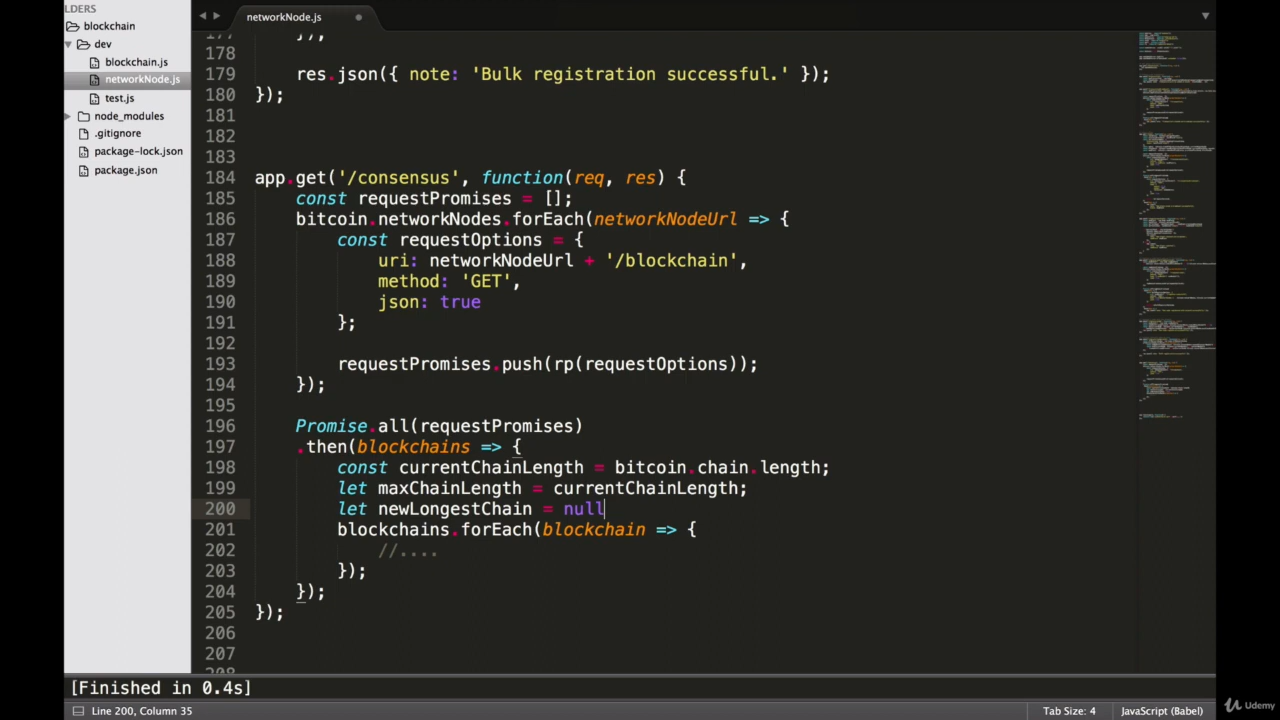 LDERS
blockchain
dev
blockchain.js
networkNode.js
test.js
node_modules
.gitignore
package-lock.json
package.json
networkNode.js
177 });
178
179 res.json({ note: 'Bulk registration successful.' });
180 });
181
182
183
184 app.get('/consensus', function(req, res) {
185 const requestPromises = [];
186 bitcoin.networkNodes.forEach(networkNodeUrl => {
187 const requestOptions = {
188 uri: networkNodeUrl + '/blockchain',
189 method: 'GET',
190 json: true
191 };
192
193 requestPromises.push(rp(requestOptions));
194 });
195
196 Promise.all(requestPromises)
197 .then(blockchains => {
198 const currentChainLength = bitcoin.chain.length;
199 let maxChainLength = currentChainLength;
200 let newLongestChain = null
201 blockchains.forEach(blockchain => {
202 //....
203 });
204 });
205 });
206
207
208
[Finished in 0.4s]
Line 200, Column 35
Tab Size: 4
JavaScript (Babel)
Udemy